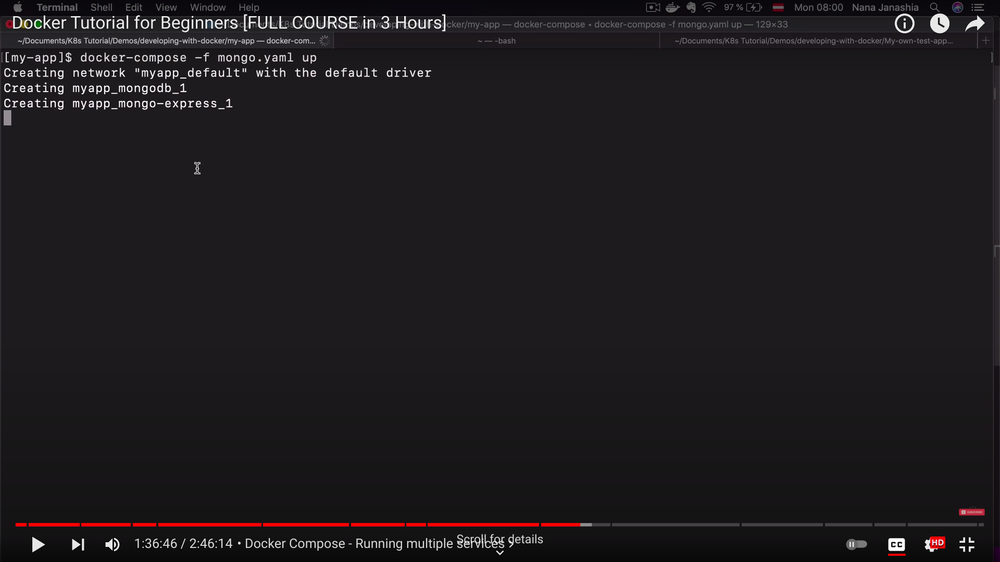 Terminal Shell Edit View Window Help 97 % Mon 08:00 Nana Janashia
Docker Tutorial for Beginners [FULL COURSE in 3 Hours]
cker/my-app — docker-compose ◂ docker-compose -f mongo.yaml up — 129×33
~/Documents/K8s Tutorial/Demos/developing-with-docker/my-app — docker-com... ~ — -bash ~/Documents/K8s Tutorial/Demos/developing-with-docker/My-own-test-app... +
[[my-app]$ docker-compose -f mongo.yaml up ]
Creating network "myapp_default" with the default driver
Creating myapp_mongodb_1
Creating myapp_mongo-express_1
SUBSCRIBE
1:36:46 / 2:46:14 • Docker Compose - Running multiple services
Scroll for details
CC HD